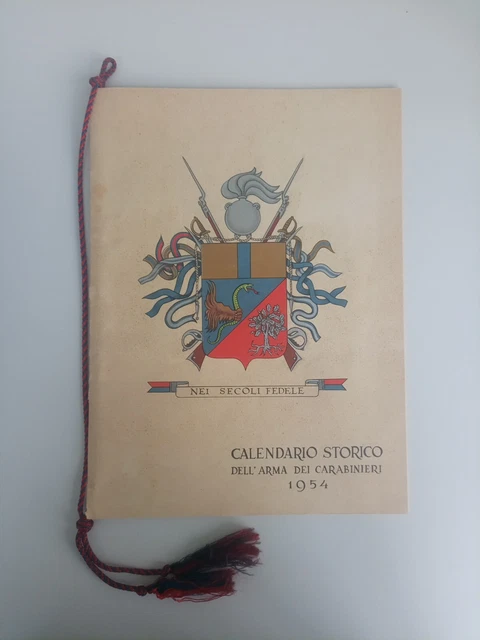 NEI SECOLI FEDELE
CALENDARIO STORICO
DELL'ARMA DEI CARABINIERI
1954